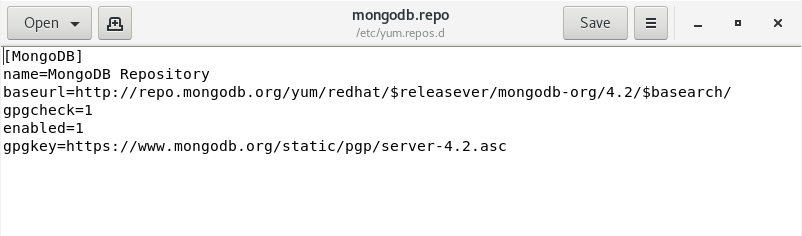 Open
mongodb.repo
/etc/yum.repos.d
Save
[MongoDB]
name=MongoDB Repository
baseurl=http://repo.mongodb.org/yum/redhat/$releasever/mongodb-org/4.2/$basearch/
gpgcheck=1
enabled=1
gpgkey=https://www.mongodb.org/static/pgp/server-4.2.asc